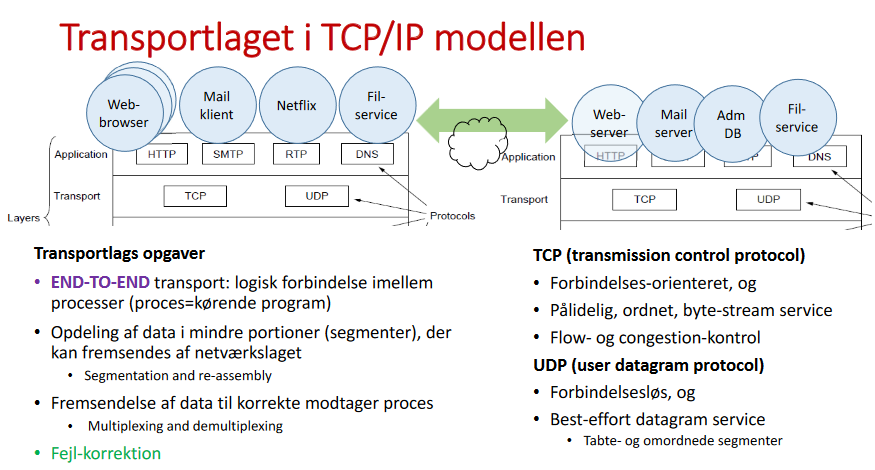 Transportlaget i TCP/IP modellen
Web-
browser
Mail
klient
Netflix
Fil-
service
Web-
server
Mail
server
Adm
DB
Fil-
service
Application
HTTP
SMTP
RTP
DNS
Application
HTTP
DNS
Transport
TCP
UDP
Transport
TCP
UDP
Layers
Protocols
Transportlags opgaver
• END-TO-END transport: logisk forbindelse imellem
processer (proces=kørende program)
• Opdeling af data i mindre portioner (segmenter), der
kan fremsendes af netværkslaget
• Segmentation and re-assembly
• Fremsendelse af data til korrekte modtager proces
• Multiplexing and demultiplexing
• Fejl-korrektion
TCP (transmission control protocol)
• Forbindelses-orienteret, og
• Pålidelig, ordnet, byte-stream service
• Flow- og congestion-kontrol
UDP (user datagram protocol)
• Forbindelsesløs, og
• Best-effort datagram service
• Tabte- og omordnede segmenter